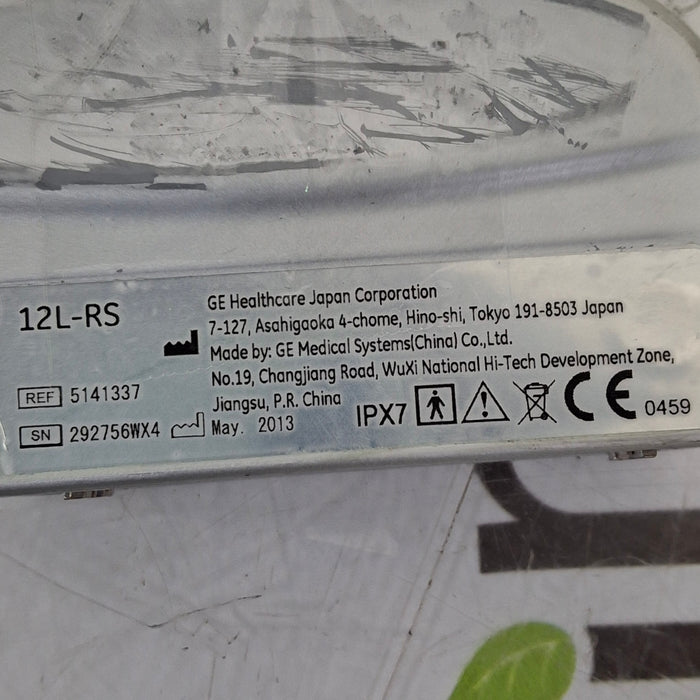 12L-RS
GE Healthcare Japan Corporation
7-127, Asahigaoka 4-chome, Hino-shi, Tokyo 191-8503 Japan
Made by: GE Medical Systems(China) Co.,Ltd.
No.19, Changjiang Road, WuXi National Hi-Tech Development Zone,
Jiangsu, P.R. China
REF 5141337
SN 292756WX4
May. 2013
IPX7 CE 0459